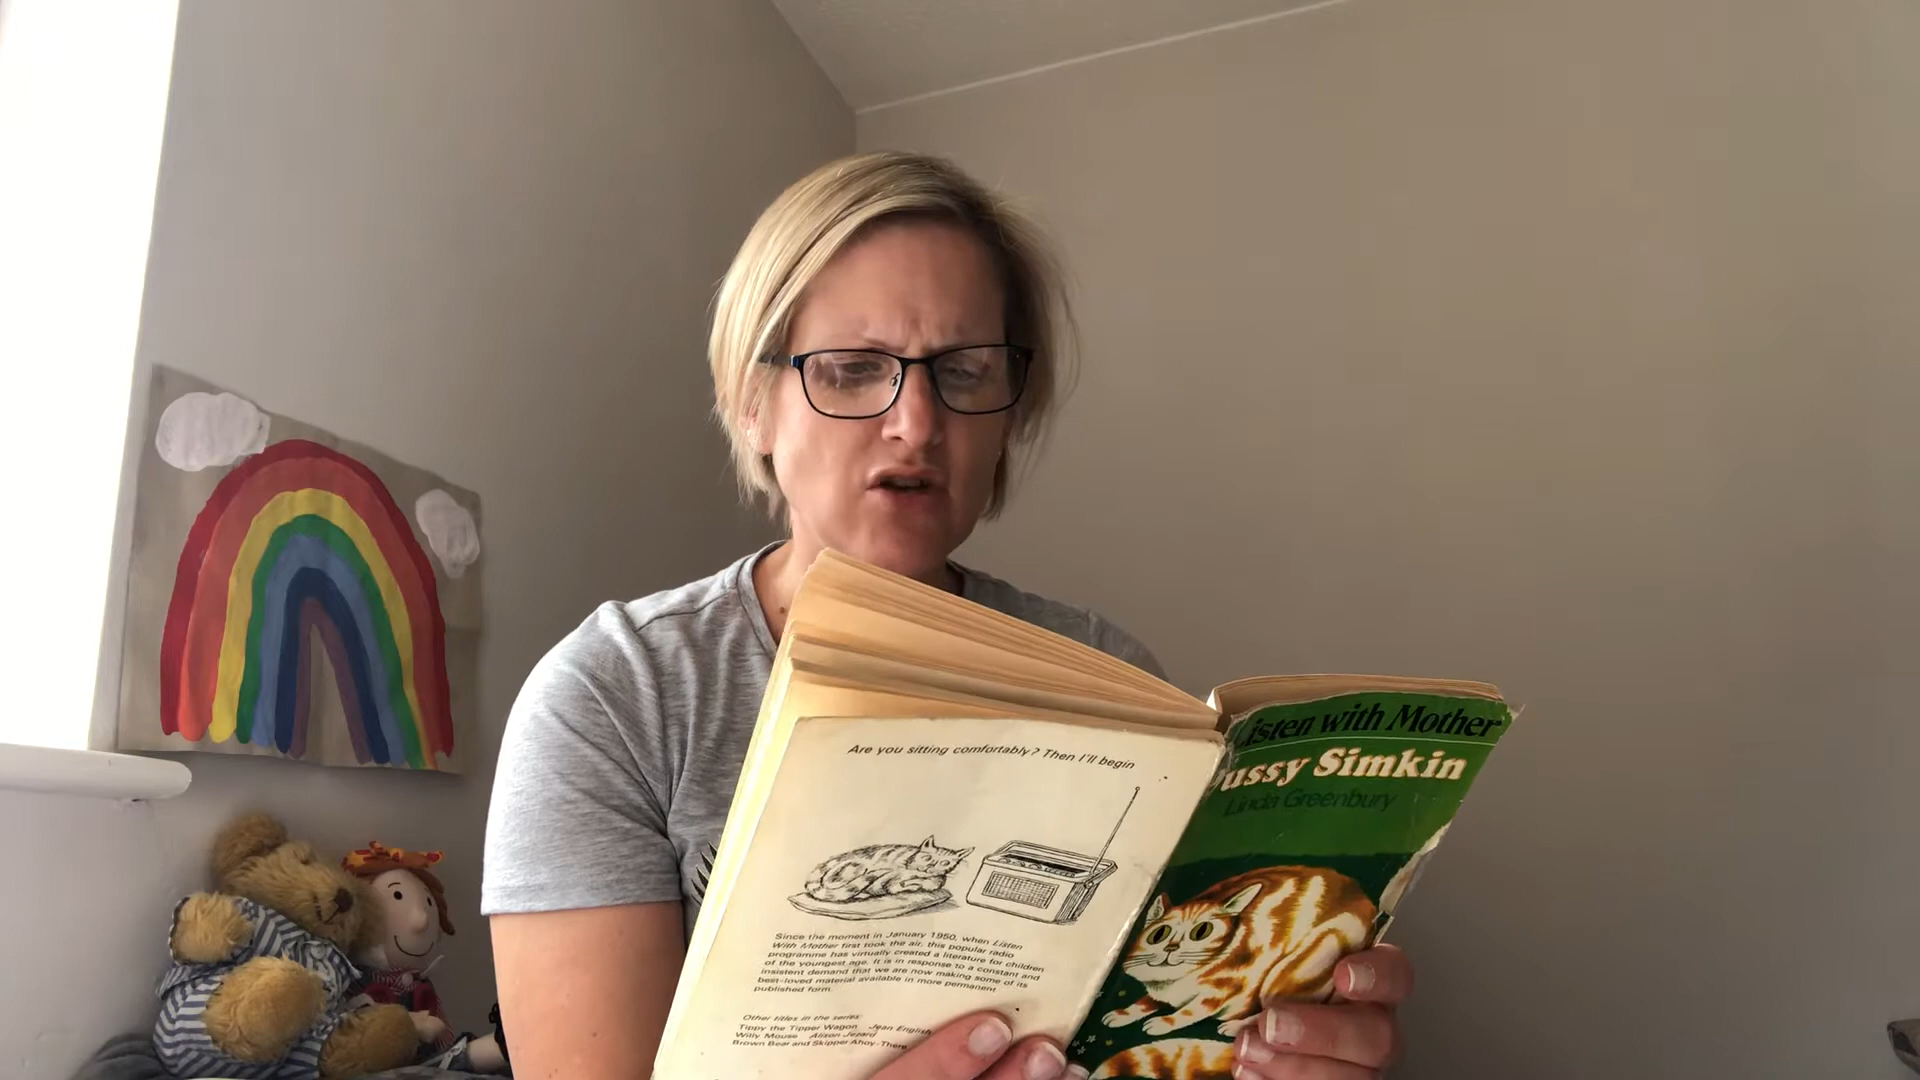 Are you sitting comfortably? Then I'll begin
Since the moment in January 1950, when Listen
With Mother first took the air, this popular radio
programme has virtually created a literature for children
of the youngest age. It is in response to a constant and
insistent demand that we are now making some of its
best-loved material available in more permanent
published form.
Other titles in the series:
Tippy the Tipper Wagon Jean English
Willy Mouse Alison Jezard
Brown Bear and Skipper Ahoy-There
Listen with Mother
ussy Simkin
Linda Greenbury